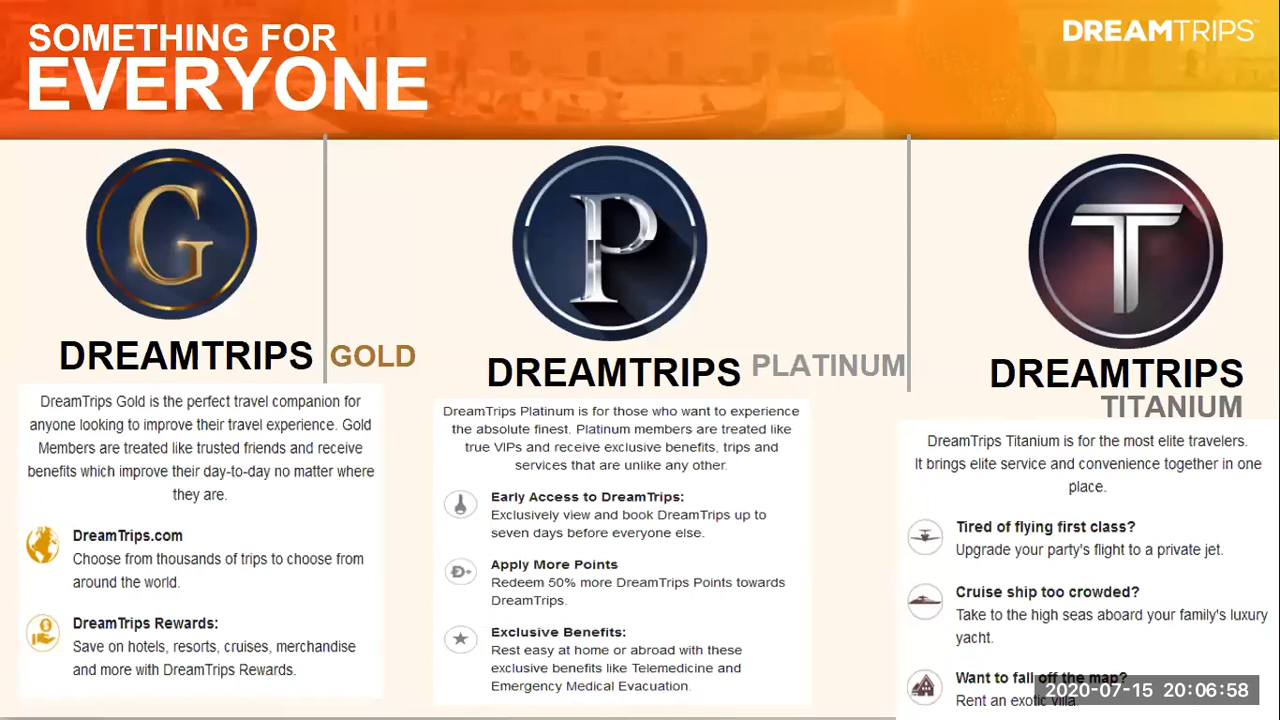 SOMETHING FOR
EVERYONE
DREAMTRIPS™
G
DREAMTRIPS GOLD
DreamTrips Gold is the perfect travel companion for
anyone looking to improve their travel experience. Gold
Members are treated like trusted friends and receive
benefits which improve their day-to-day no matter where
they are.
DreamTrips.com
Choose from thousands of trips to choose from
around the world.
DreamTrips Rewards:
Save on hotels, resorts, cruises, merchandise
and more with DreamTrips Rewards.
P
DREAMTRIPS PLATINUM
DreamTrips Platinum is for those who want to experience
the absolute finest. Platinum members are treated like
true VIPs and receive exclusive benefits, trips and
services that are unlike any other.
Early Access to DreamTrips:
Exclusively view and book DreamTrips up to
seven days before everyone else.
Apply More Points
Redeem 50% more DreamTrips Points towards
DreamTrips.
Exclusive Benefits:
Rest easy at home or abroad with these
exclusive benefits like Telemedicine and
Emergency Medical Evacuation.
T
DREAMTRIPS
TITANIUM
DreamTrips Titanium is for the most elite travelers.
It brings elite service and convenience together in one
place.
Tired of flying first class?
Upgrade your party's flight to a private jet.
Cruise ship too crowded?
Take to the high seas aboard your family's luxury
yacht.
Want to fall off the map?
Rent an exotic villa.
2020-07-15 20:06:58